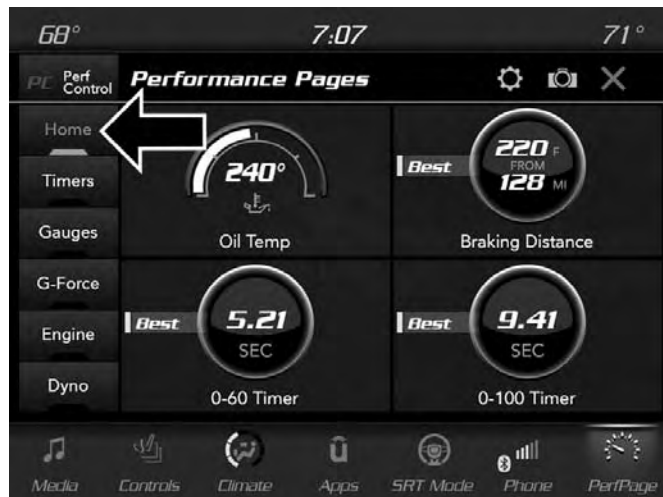 68° 7:07 71°
PC Perf Control Performance Pages
Home
Timers
Gauges
G-Force
Engine
Dyno
240°
Oil Temp
Best
220 F
FROM
128 MI
Braking Distance
Best
5.21
SEC
0-60 Timer
Best
9.41
SEC
0-100 Timer
Media Controls Climate Apps SRT Mode Phone PerfPage